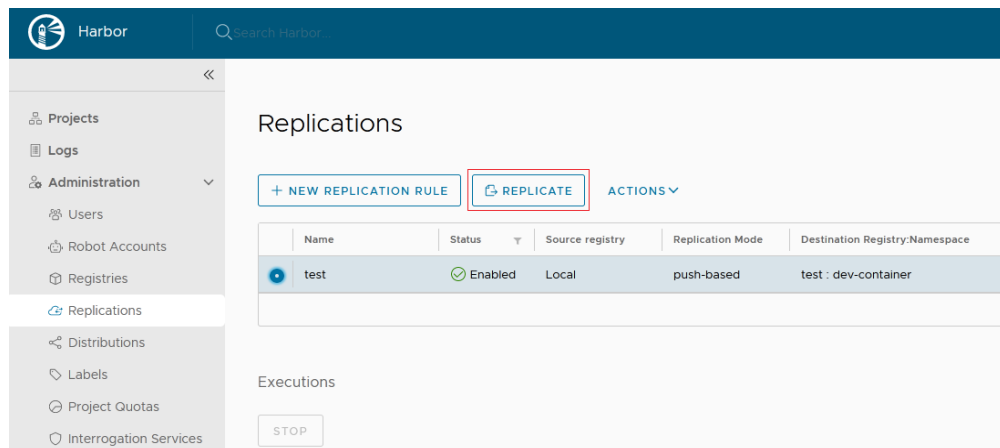 Harbor
Search Harbor...
Projects
Logs
Administration
Users
Robot Accounts
Registries
Replications
Distributions
Labels
Project Quotas
Interrogation Services
Replications
+ NEW REPLICATION RULE
REPLICATE
ACTIONS
Name Status Source registry Replication Mode Destination Registry:Namespace
test Enabled Local push-based test : dev-container
Executions
STOP